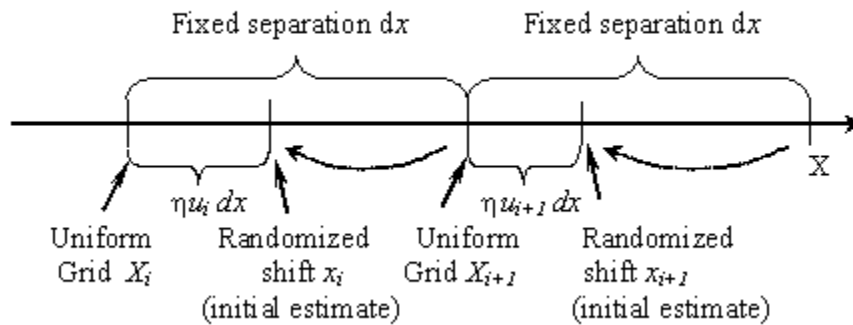 Fixed separation dx Fixed separation dx
X
ηu_i dx ηu_{i+1} dx
Uniform Randomized Uniform Randomized
Grid X_i shift x_i Grid X_{i+1} shift x_{i+1}
(initial estimate) (initial estimate)